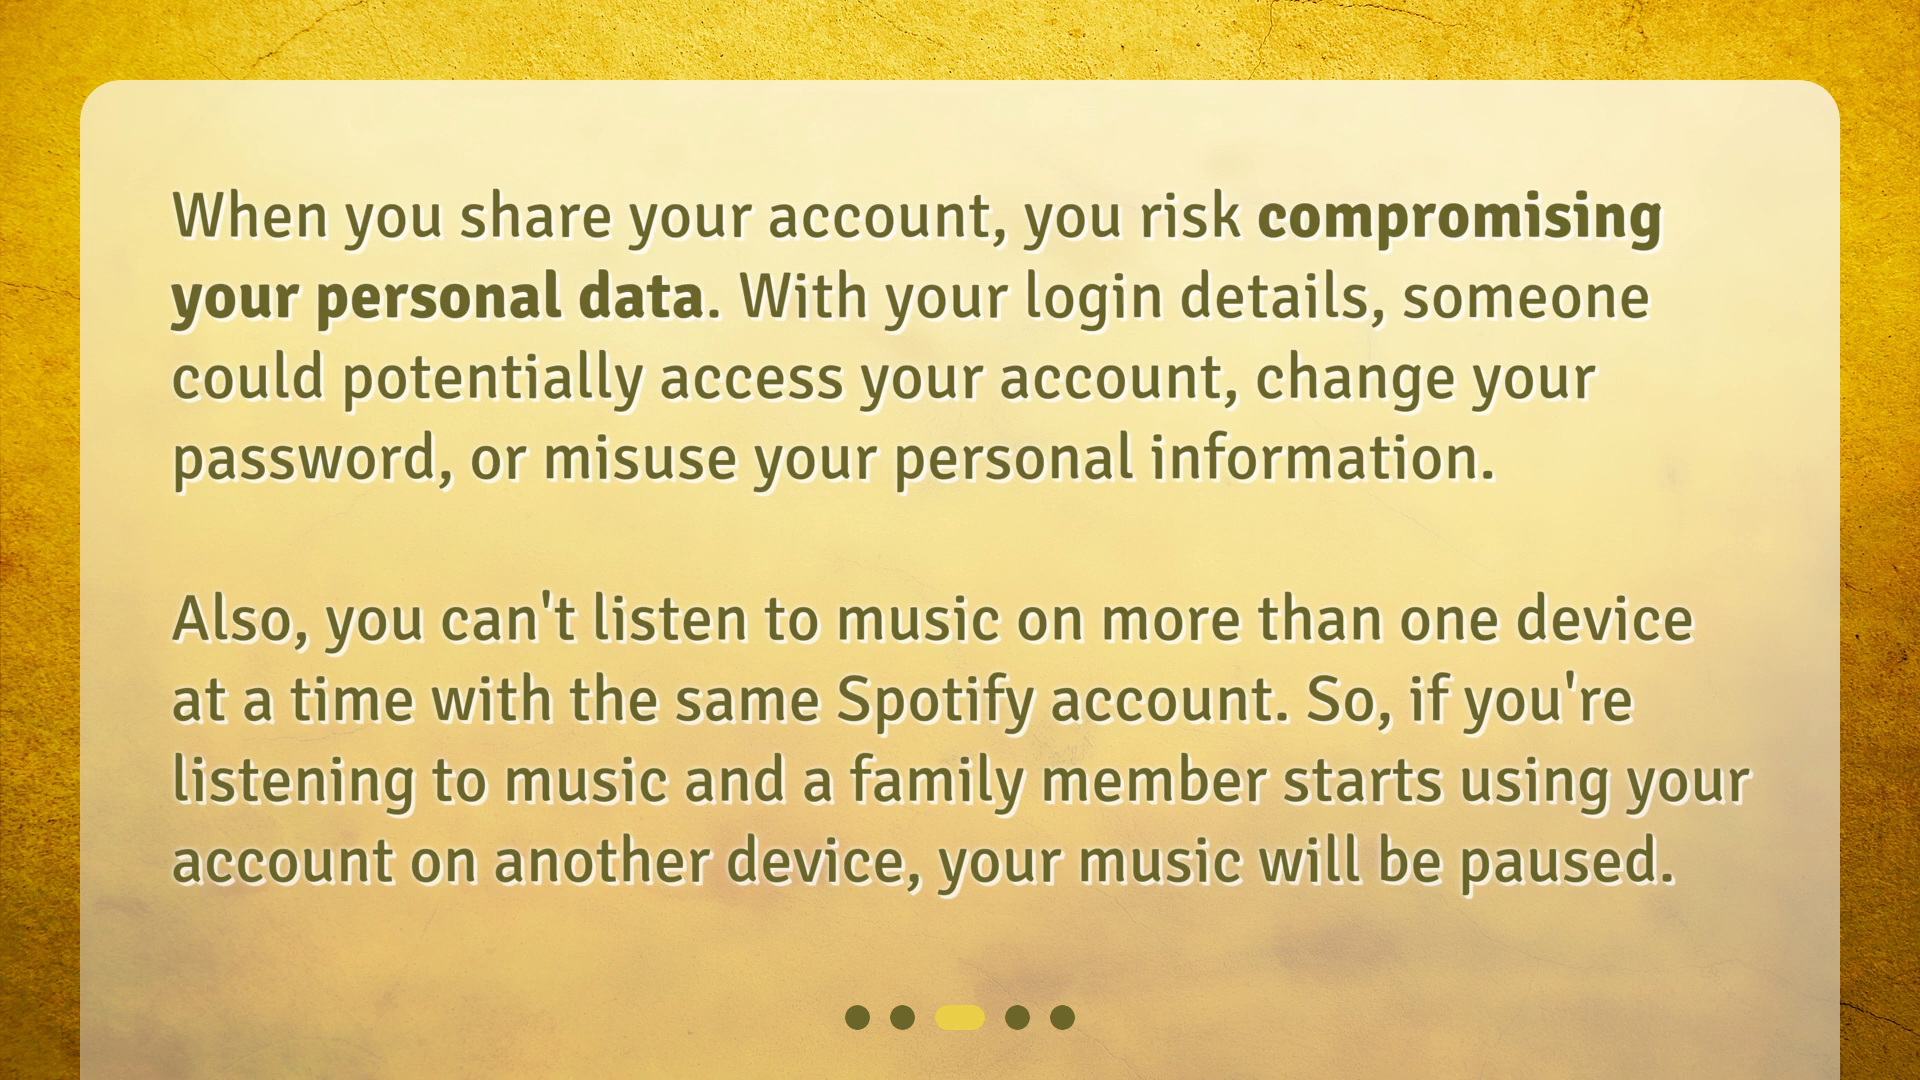 When you share your account, you risk compromising
your personal data. With your login details, someone
could potentially access your account, change your
password, or misuse your personal information.
Also, you can't listen to music on more than one device
at a time with the same Spotify account. So, if you're
listening to music and a family member starts using your
account on another device, your music will be paused.